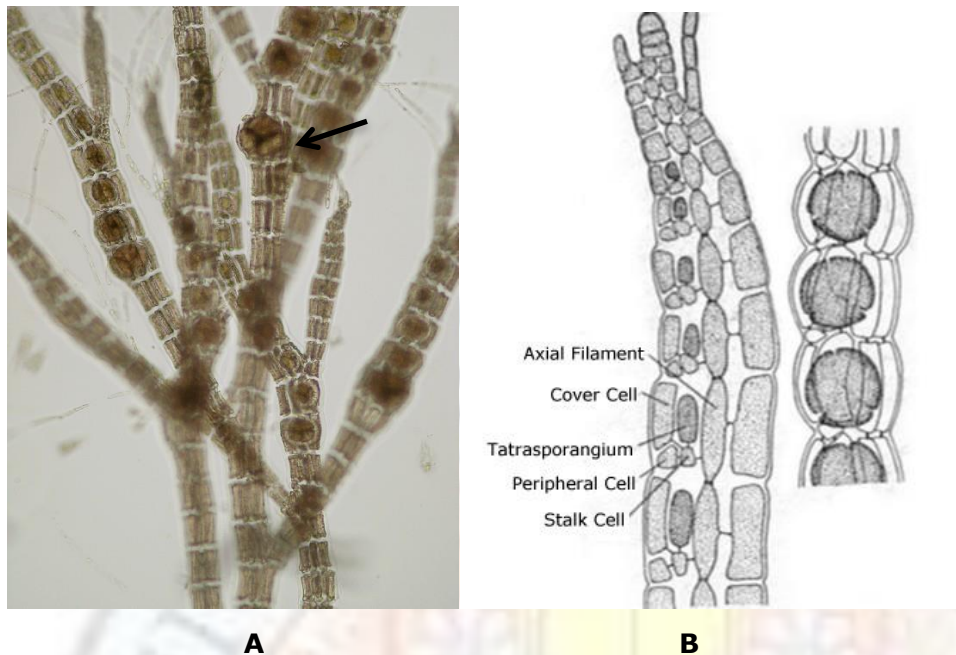 Axial Filament
Cover Cell
Tatrasporangium
Peripheral Cell
Stalk Cell
A
B